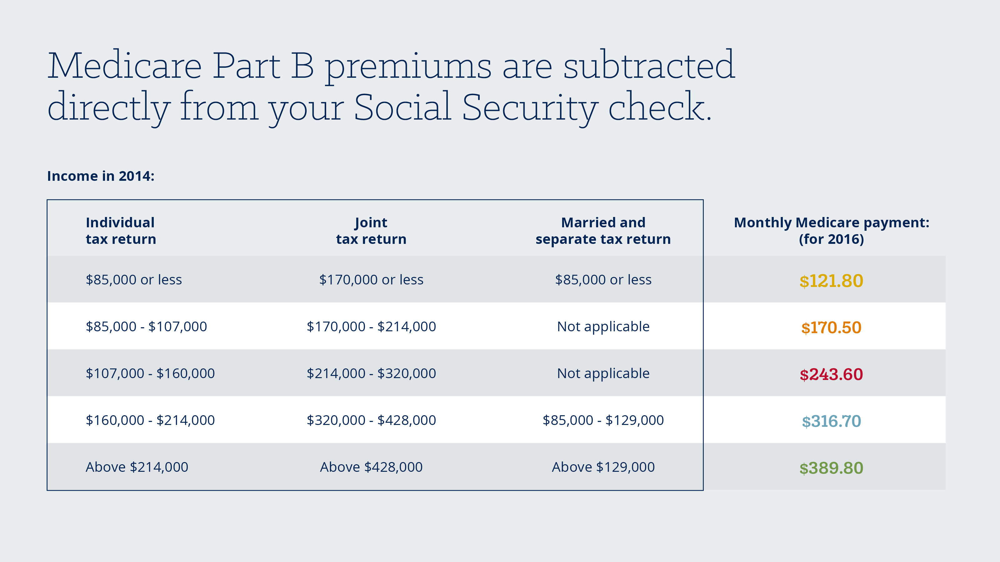 Medicare Part B premiums are subtracted
directly from your Social Security check.
Income in 2014:
Individual tax return Joint tax return Married and separate tax return Monthly Medicare payment: (for 2016)
$85,000 or less $170,000 or less $85,000 or less $121.80
$85,000 - $107,000 $170,000 - $214,000 Not applicable $170.50
$107,000 - $160,000 $214,000 - $320,000 Not applicable $243.60
$160,000 - $214,000 $320,000 - $428,000 $85,000 - $129,000 $316.70
Above $214,000 Above $428,000 Above $129,000 $389.80